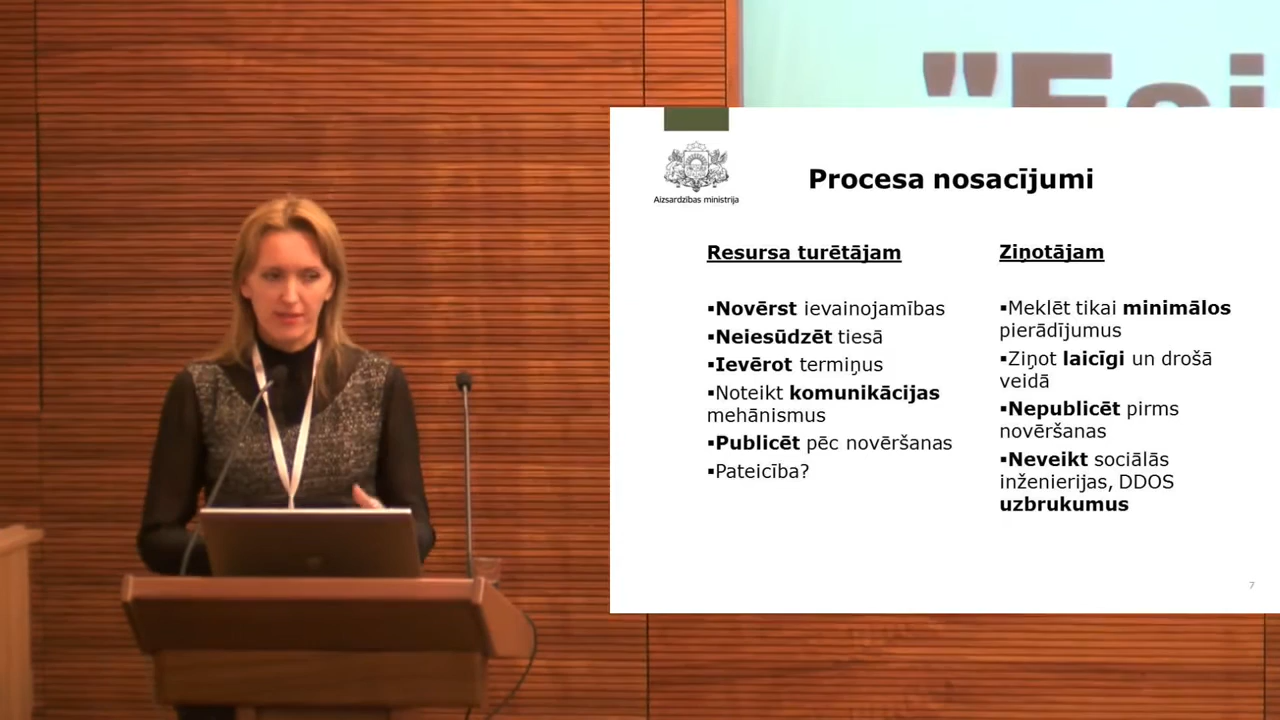 "Esi
Aizsardzības ministrija
Procesa nosacījumi
Resursa turētājam
▪Novērst ievainojamības
▪Neiesūdzēt tiesā
▪Ievērot termiņus
▪Noteikt komunikācijas
mehānismus
▪Publicēt pēc novēršanas
▪Pateicība?
Ziņotājam
▪Meklēt tikai minimālos
pierādījumus
▪Ziņot laicīgi un drošā
veidā
▪Nepublicēt pirms
novēršanas
▪Neveikt sociālās
inženierijas, DDOS
uzbrukumus
7